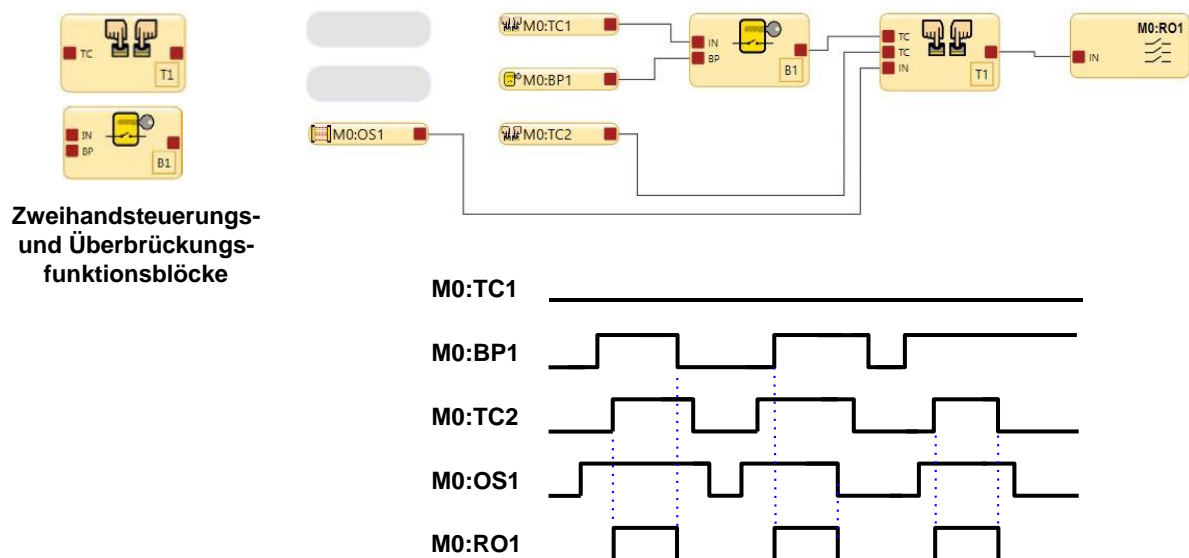 TC
T1
IN
BP
B1
Zweihandsteuerungs-
und Überbrückungs-
funktionsblöcke
M0:TC1
M0:BP1
M0:OS1
M0:TC2
IN
BP
B1
TC
TC
IN
T1
M0:RO1
IN
M0:TC1
M0:BP1
M0:TC2
M0:OS1
M0:RO1